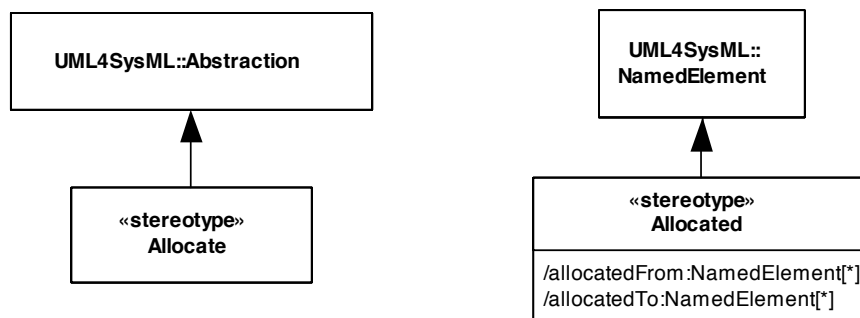 UML4SysML::Abstraction
«stereotype»
Allocate
UML4SysML::
NamedElement
«stereotype»
Allocated
/allocatedFrom:NamedElement[*]
/allocatedTo:NamedElement[*]